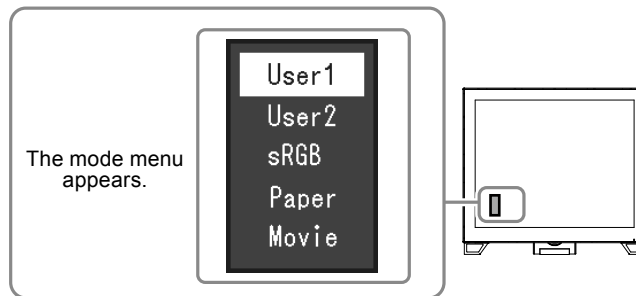 The mode menu
appears.
User1
User2
sRGB
Paper
Movie